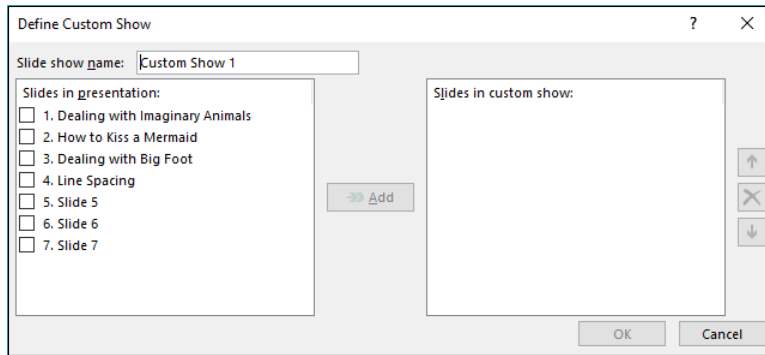 Define Custom Show ?
Slide show name: Custom Show 1
Slides in presentation:
1. Dealing with Imaginary Animals
2. How to Kiss a Mermaid
3. Dealing with Big Foot
4. Line Spacing
5. Slide 5
6. Slide 6
7. Slide 7
Add
Slides in custom show:
OK Cancel